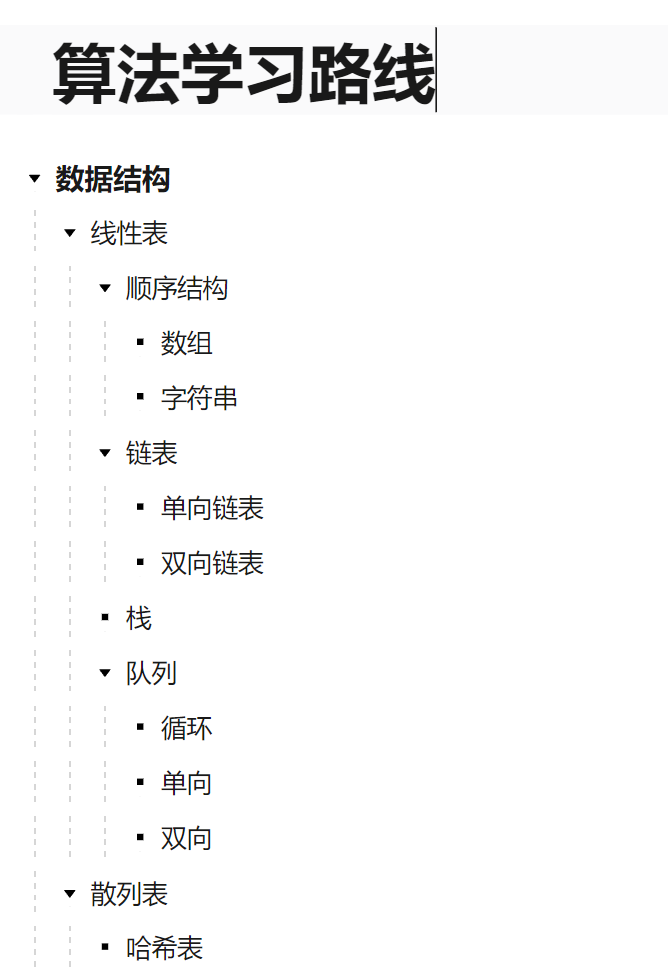 算法学习路线
数据结构
线性表
顺序结构
数组
字符串
链表
单向链表
双向链表
栈
队列
循环
单向
双向
散列表
哈希表